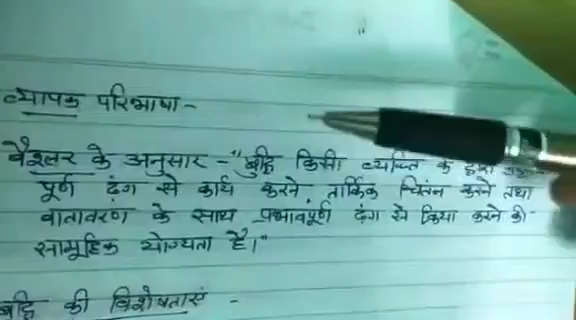 व्यापक परिभाषा -
वैश्लर के अनुसार - "बुद्धि किसी व्यक्ति के द्वारा
पूर्ण ढंग से कार्य करने, तार्किक चिंतन करने तथा
वातावरण के साथ प्रभावपूर्ण ढंग से क्रिया करने की
सामूहिक योग्यता है।"
बुद्धि की विशेषताएं -